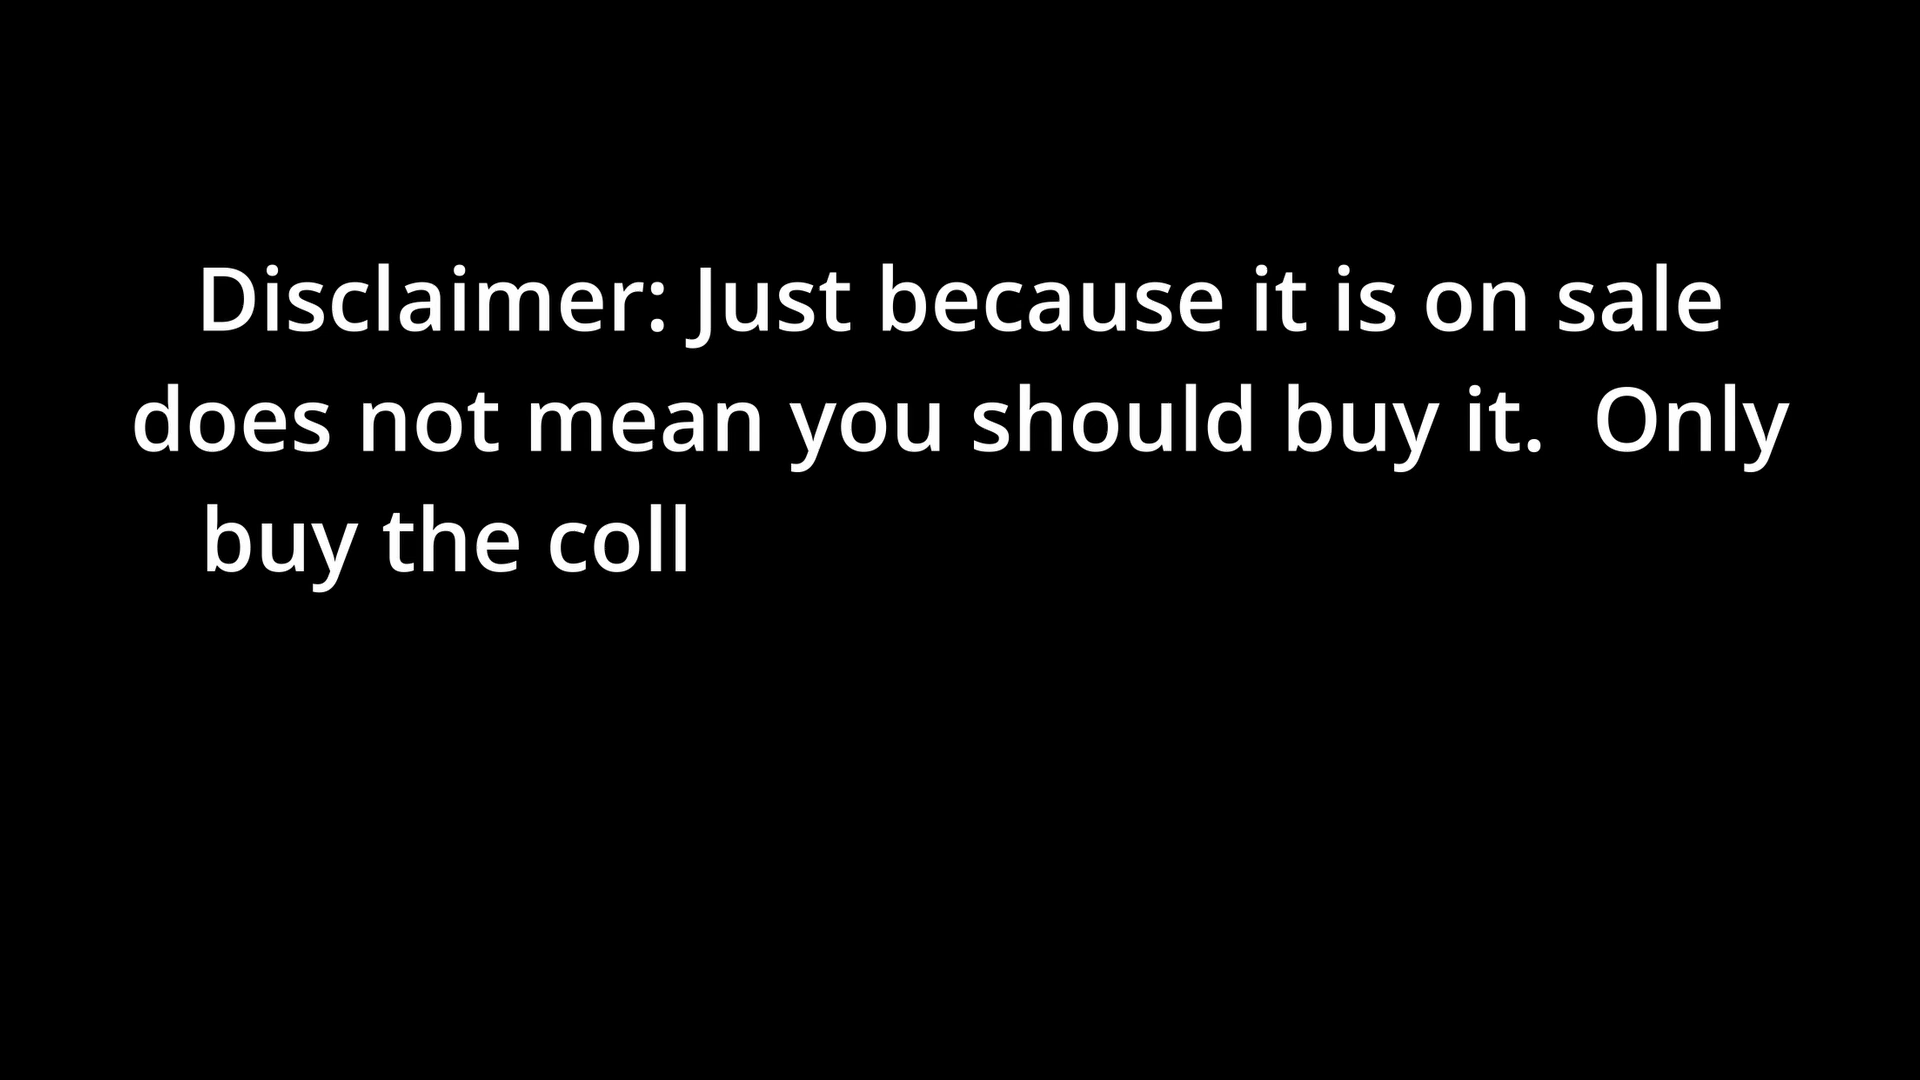 Disclaimer: Just because it is on sale
does not mean you should buy it.  Only
buy the coll